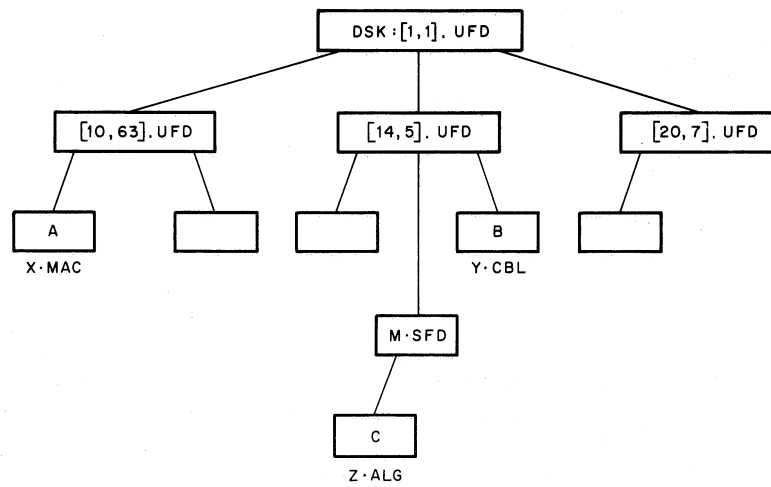 DSK:[1,1]. UFD
[10,63].UFD
[14,5]. UFD
[20,7]. UFD
A
B
X·MAC
Y·CBL
M·SFD
C
Z·ALG